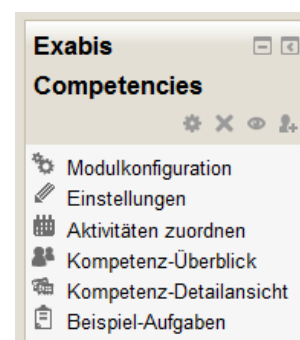 Exabis
Competencies
Modulkonfiguration
Einstellungen
Aktivitäten zuordnen
Kompetenz-Überblick
Kompetenz-Detailansicht
Beispiel-Aufgaben